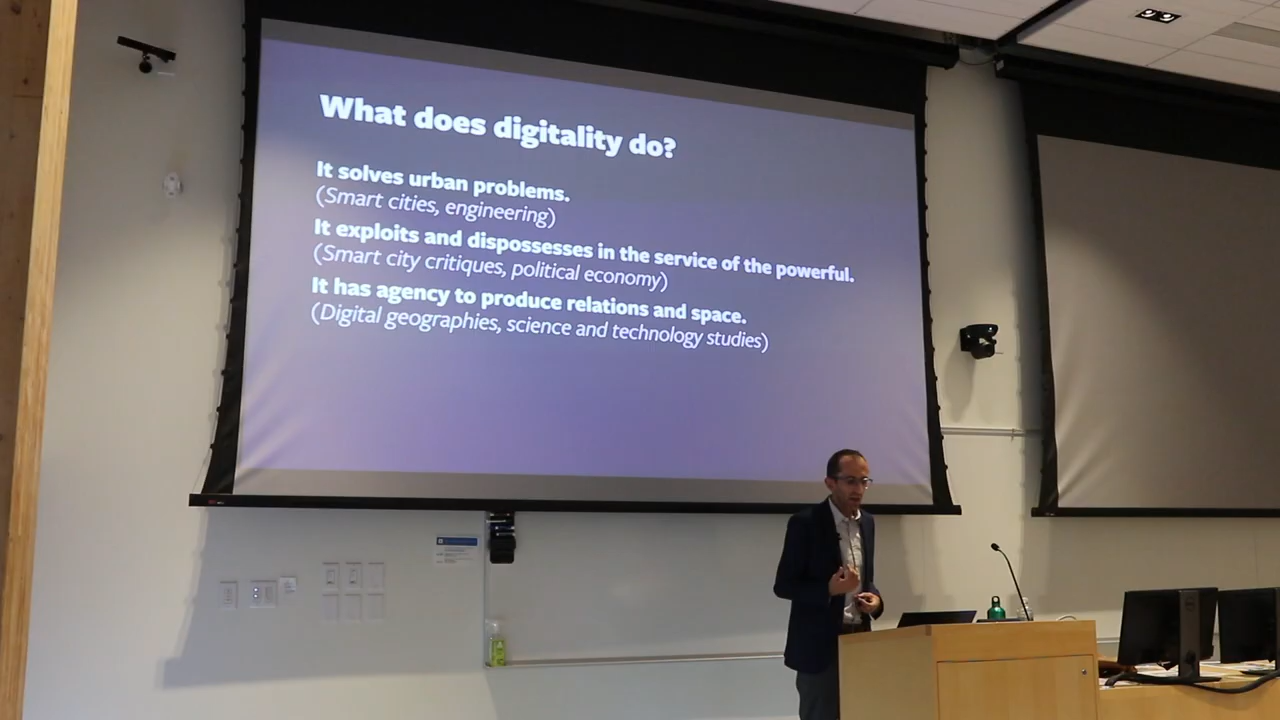 What does digitality do?
It solves urban problems.
(Smart cities, engineering)
It exploits and dispossesses in the service of the powerful.
(Smart city critiques, political economy)
It has agency to produce relations and space.
(Digital geographies, science and technology studies)